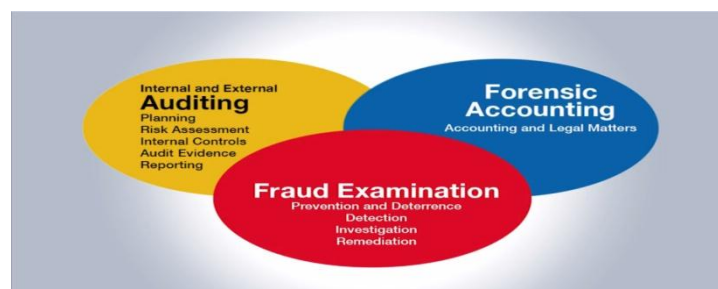 Internal and External
Auditing
Planning
Risk Assessment
Internal Controls
Audit Evidence
Reporting
Forensic
Accounting
Accounting and Legal Matters
Fraud Examination
Prevention and Deterrence
Detection
Investigation
Remediation